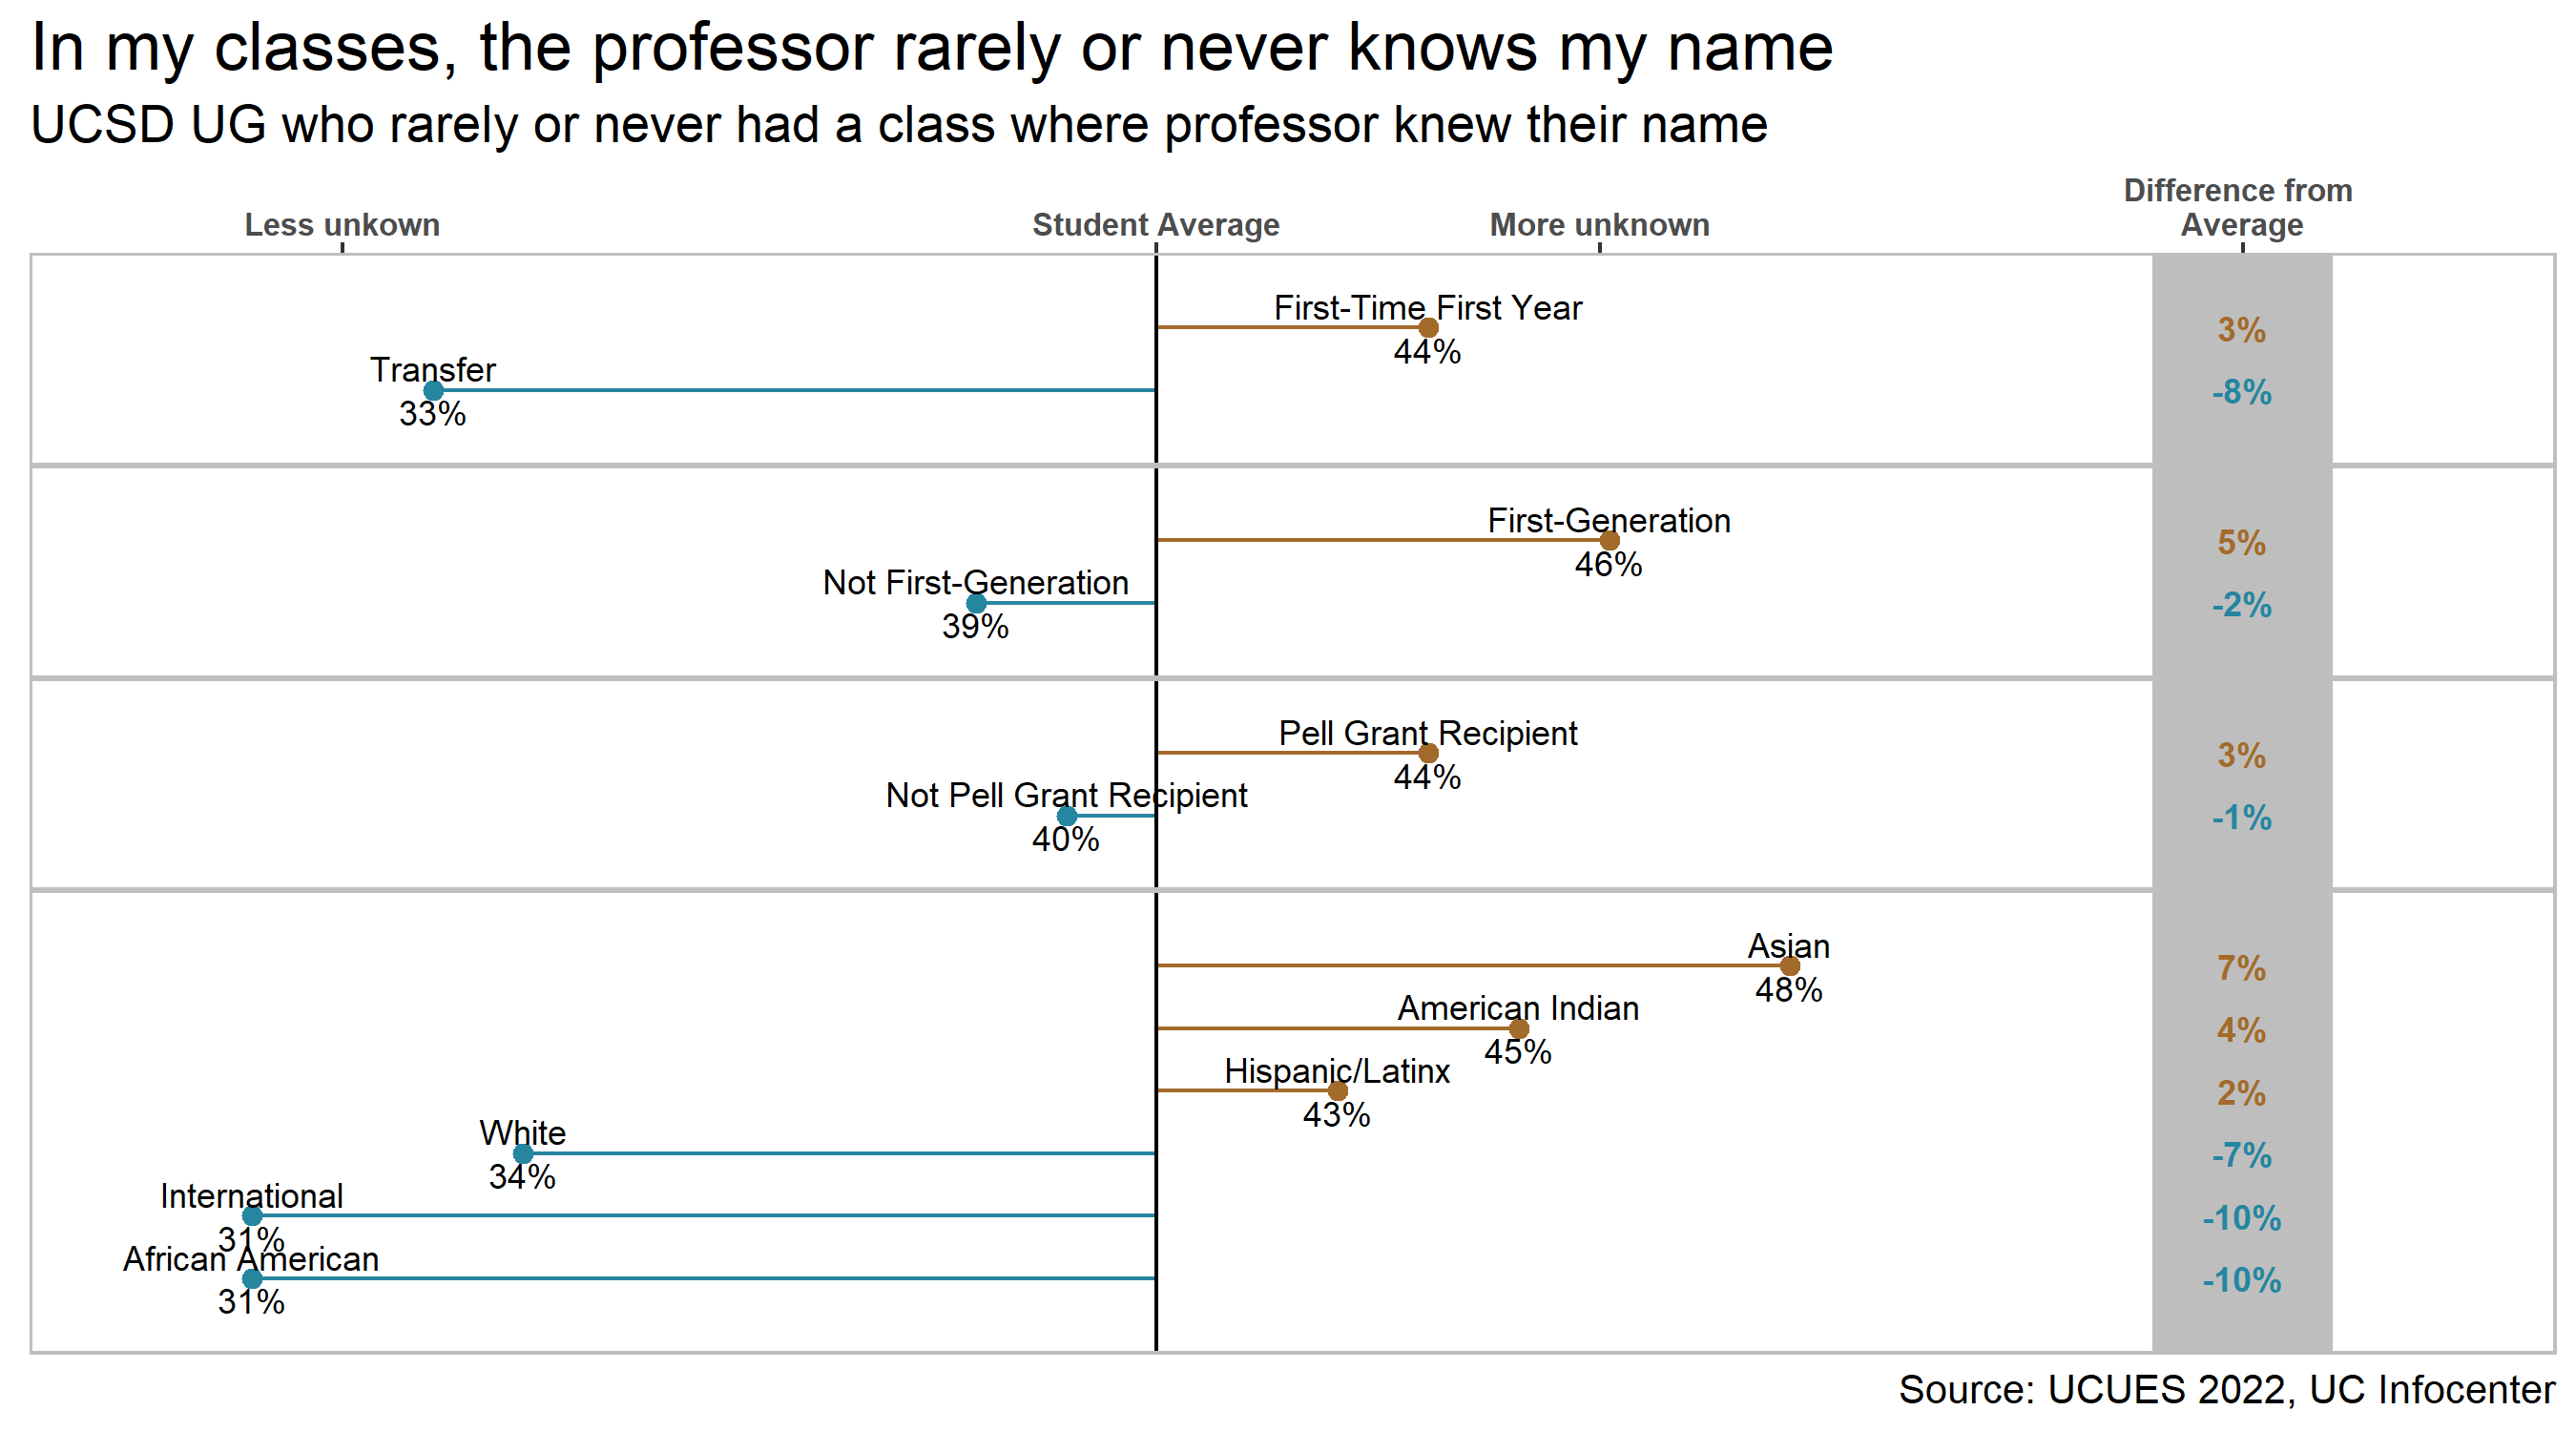 In my classes, the professor rarely or never knows my name
UCSD UG who rarely or never had a class where professor knew their name
Less unkown
Student Average
More unknown
Difference from
Average
First-Time First Year
44%
3%
Transfer
33%
-8%
First-Generation
46%
5%
Not First-Generation
39%
-2%
Pell Grant Recipient
44%
3%
Not Pell Grant Recipient
40%
-1%
Asian
48%
7%
American Indian
45%
4%
Hispanic/Latinx
43%
2%
White
34%
-7%
International
31%
-10%
African American
31%
-10%
Source: UCUES 2022, UC Infocenter